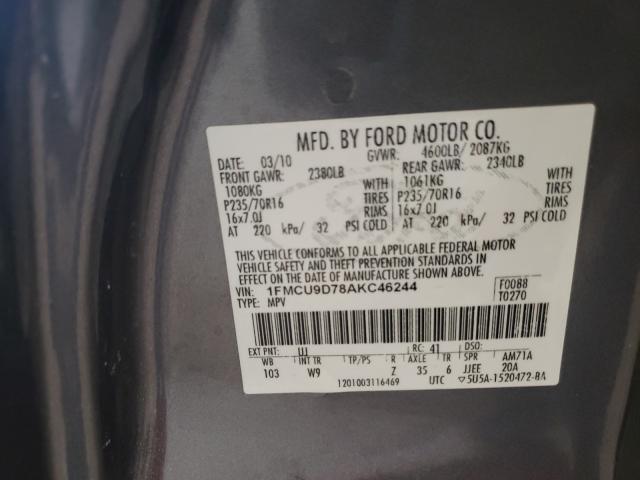 MFD. BY FORD MOTOR CO.
DATE: 03/10 GVWR: 4600LB/ 2087KG
FRONT GAWR: 2380LB REAR GAWR: 2340LB
1080KG WITH 1061KG WITH
P235/70R16 TIRES P235/70R16 TIRES
16x7.0J RIMS 16x7.0J RIMS
AT 220 kPa/ 32 PSI COLD AT 220 kPa/ 32 PSI COLD
THIS VEHICLE CONFORMS TO ALL APPLICABLE FEDERAL MOTOR
VEHICLE SAFETY AND THEFT PREVENTION STANDARDS IN
EFFECT ON THE DATE OF MANUFACTURE SHOWN ABOVE.
VIN: 1FMCU9D78AKC46244 F0088
TYPE: MPV T0270
EXT PNT: UJ RC: 41 DSO:
WB INT TR TP/PS R AXLE TR SPR AM71A
103 W9 Z 35 6 JJEE 20A
1201003116469 UTC ▽5U5A-1520472-BA